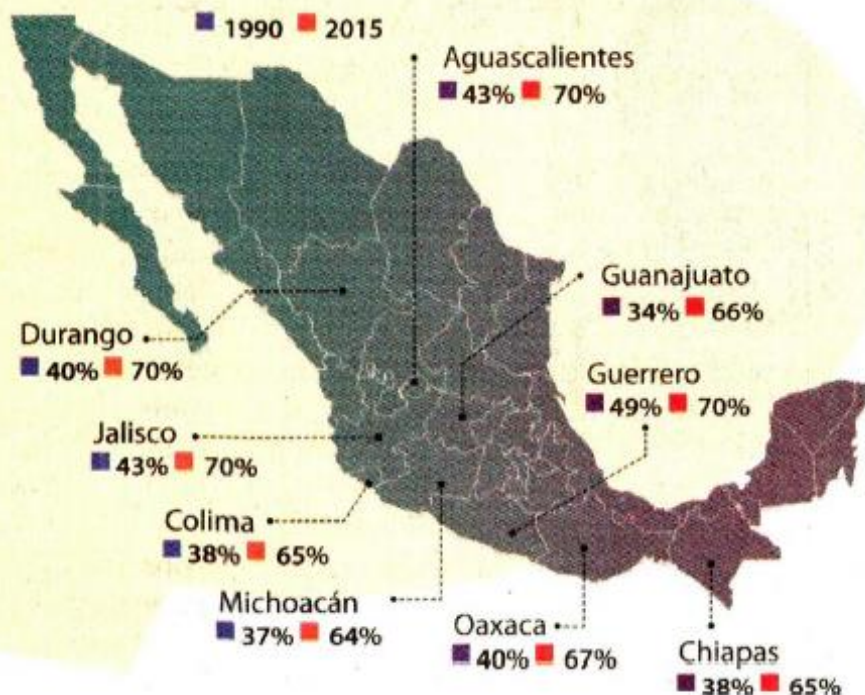 1990 2015
Aguascalientes
43% 70%
Guanajuato
34% 66%
Durango
40% 70%
Guerrero
49% 70%
Jalisco
43% 70%
Colima
38% 65%
Michoacán
37% 64%
Oaxaca
40% 67%
Chiapas
38% 65%